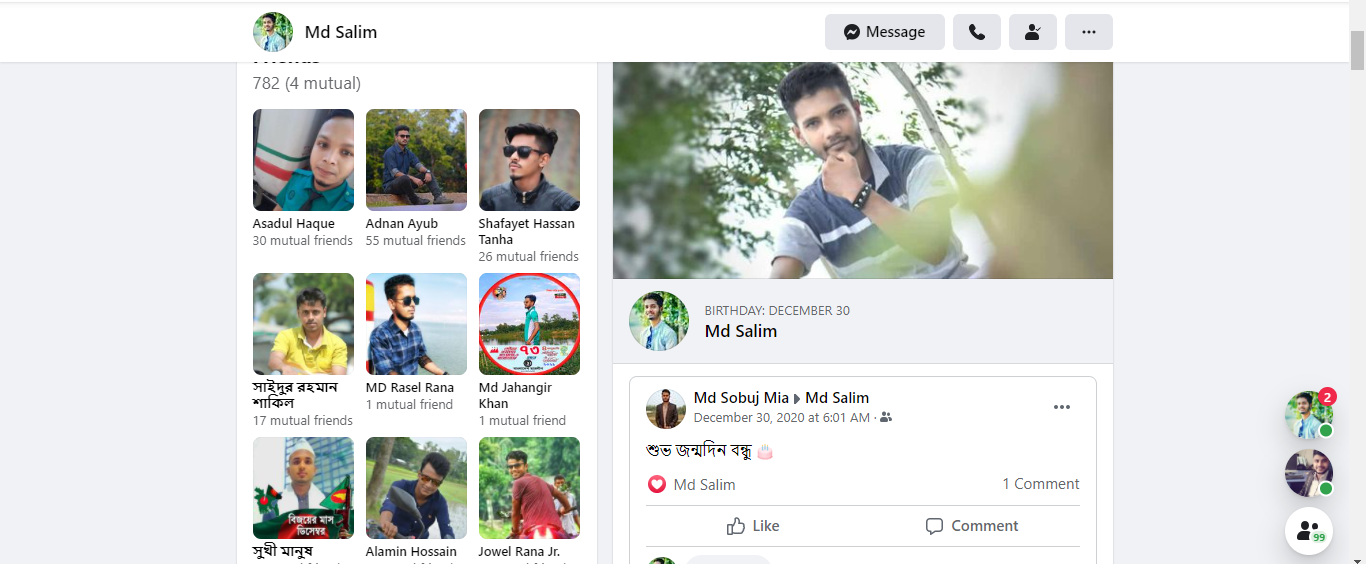 Md Salim
Message
782 (4 mutual)
Asadul Haque
30 mutual friends
Adnan Ayub
55 mutual friends
Shafayet Hassan
Tanha
26 mutual friends
সাইদুর রহমান
শাকিল
17 mutual friends
MD Rasel Rana
1 mutual friend
৭৩
Md Jahangir
Khan
1 mutual friend
বিজয়ের মাস
ডিসেম্বর
সুখী মানুষ
Alamin Hossain
Jowel Rana Jr.
BIRTHDAY: DECEMBER 30
Md Salim
Md Sobuj Mia Md Salim
December 30, 2020 at 6:01 AM ·
শুভ জন্মদিন বন্ধু
Md Salim
1 Comment
Like
Comment
2
99